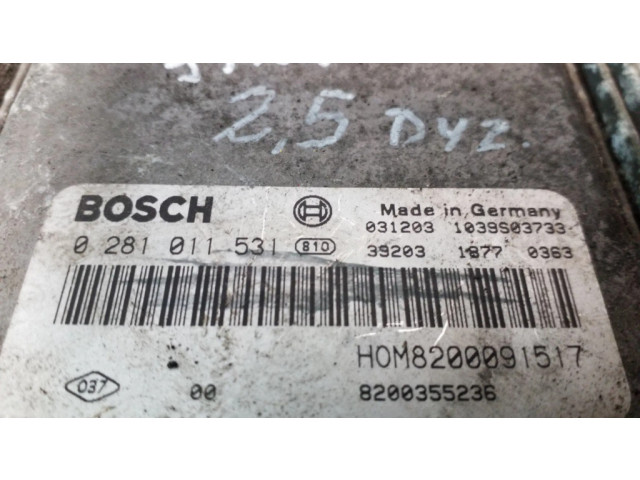 2,5 Dyz.
BOSCH
Made in Germany
031203 1039S03733
0 281 011 531 810
39203 1877 0363
HOM8200091517
037 00 8200355236